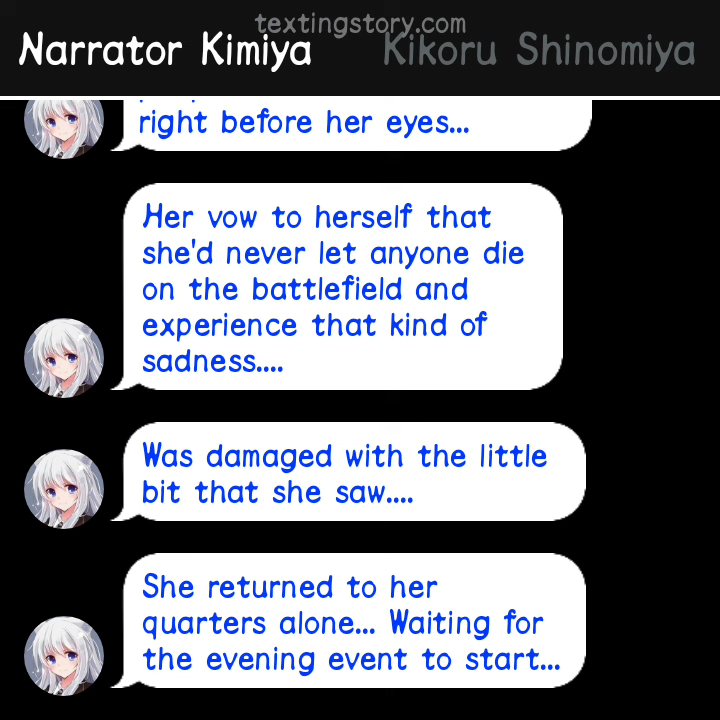 textingstory.com
Narrator Kimiya Kikoru Shinomiya
right before her eyes...
Her vow to herself that
she'd never let anyone die
on the battlefield and
experience that kind of
sadness....
Was damaged with the little
bit that she saw....
She returned to her
quarters alone... Waiting for
the evening event to start...